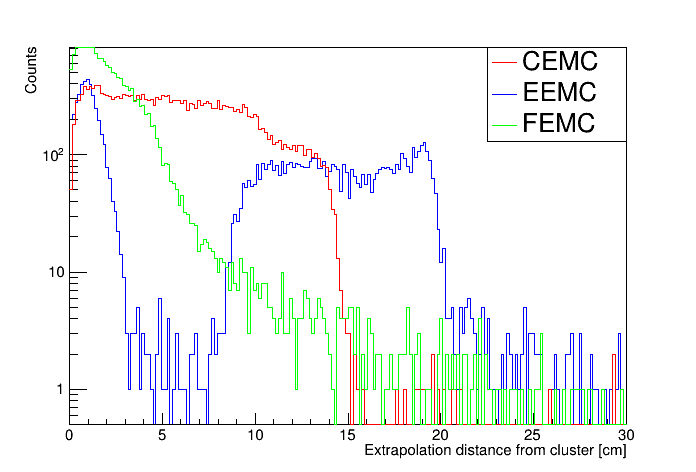 Counts
CEMC
EEMC
FEMC
10²
10
1
0 5 10 15 20 25 30
Extrapolation distance from cluster [cm]